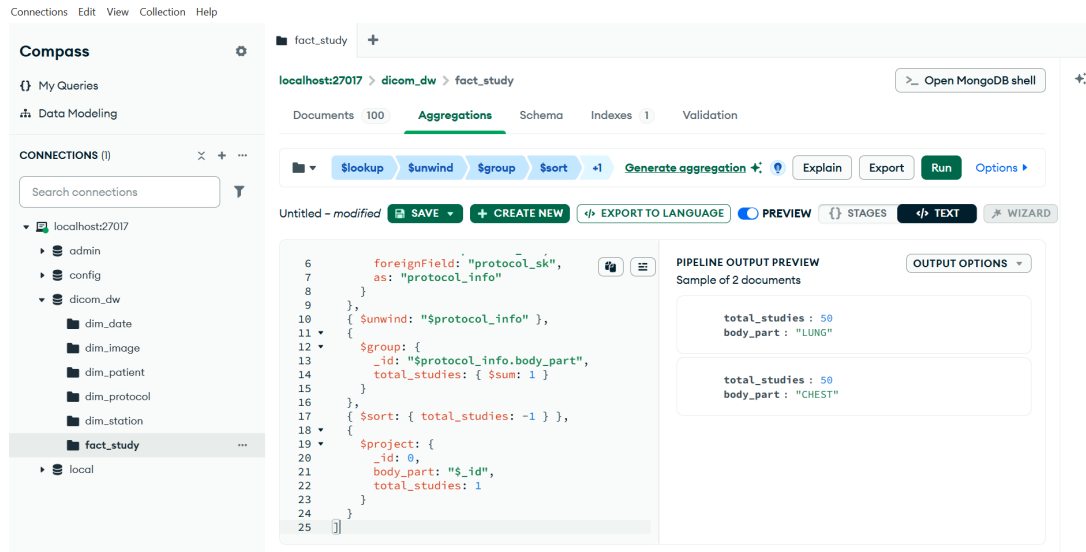 Connections Edit View Collection Help
Compass
fact_study
My Queries
Data Modeling
CONNECTIONS (1)
Search connections
localhost:27017
admin
config
dicom_dw
dim_date
dim_image
dim_patient
dim_protocol
dim_station
fact_study
local
localhost:27017 > dicom_dw > fact_study
>_ Open MongoDB shell
Documents 100 Aggregations Schema Indexes 1 Validation
$lookup $unwind $group $sort +1 Generate aggregation Explain Export Run Options
Untitled – modified SAVE + CREATE NEW </> EXPORT TO LANGUAGE PREVIEW {} STAGES </> TEXT WIZARD
6 foreignField: "protocol_sk",
7 as: "protocol_info"
8 }
9 },
10 { $unwind: "$protocol_info" },
11 {
12 $group: {
13 _id: "$protocol_info.body_part",
14 total_studies: { $sum: 1 }
15 }
16 },
17 { $sort: { total_studies: -1 } },
18 {
19 $project: {
20 _id: 0,
21 body_part: "$_id",
22 total_studies: 1
23 }
24 }
25 ]
PIPELINE OUTPUT PREVIEW
OUTPUT OPTIONS
Sample of 2 documents
total_studies : 50
body_part : "LUNG"
total_studies : 50
body_part : "CHEST"